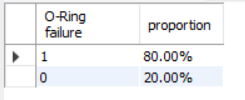 O-Ring
failure proportion
1 80.00%
0 20.00%